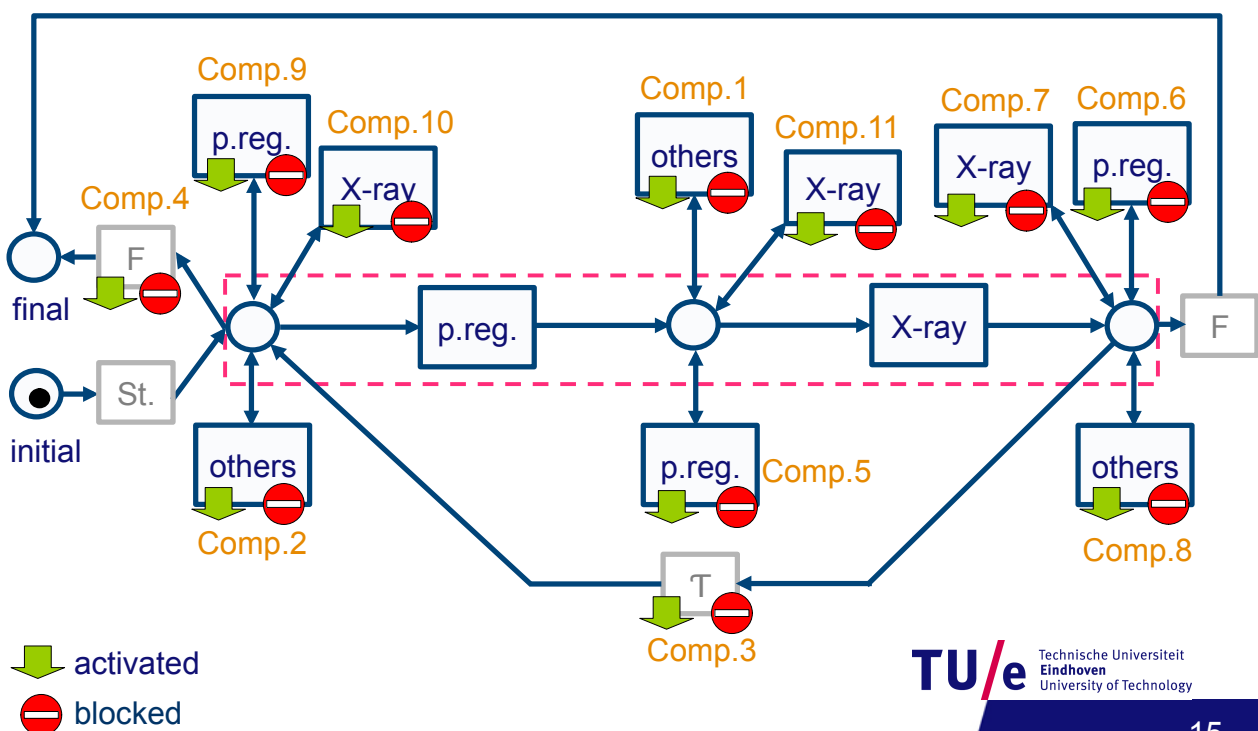 Comp.9
Comp.1
Comp.7
Comp.6
Comp.10
Comp.11
p.reg.
others
X-ray
p.reg.
X-ray
X-ray
Comp.4
F
final
p.reg.
X-ray
F
St.
initial
others
p.reg.
Comp.5
others
Comp.2
Comp.8
τ
Comp.3
activated
blocked
TU/e
Technische Universiteit
Eindhoven
University of Technology
15